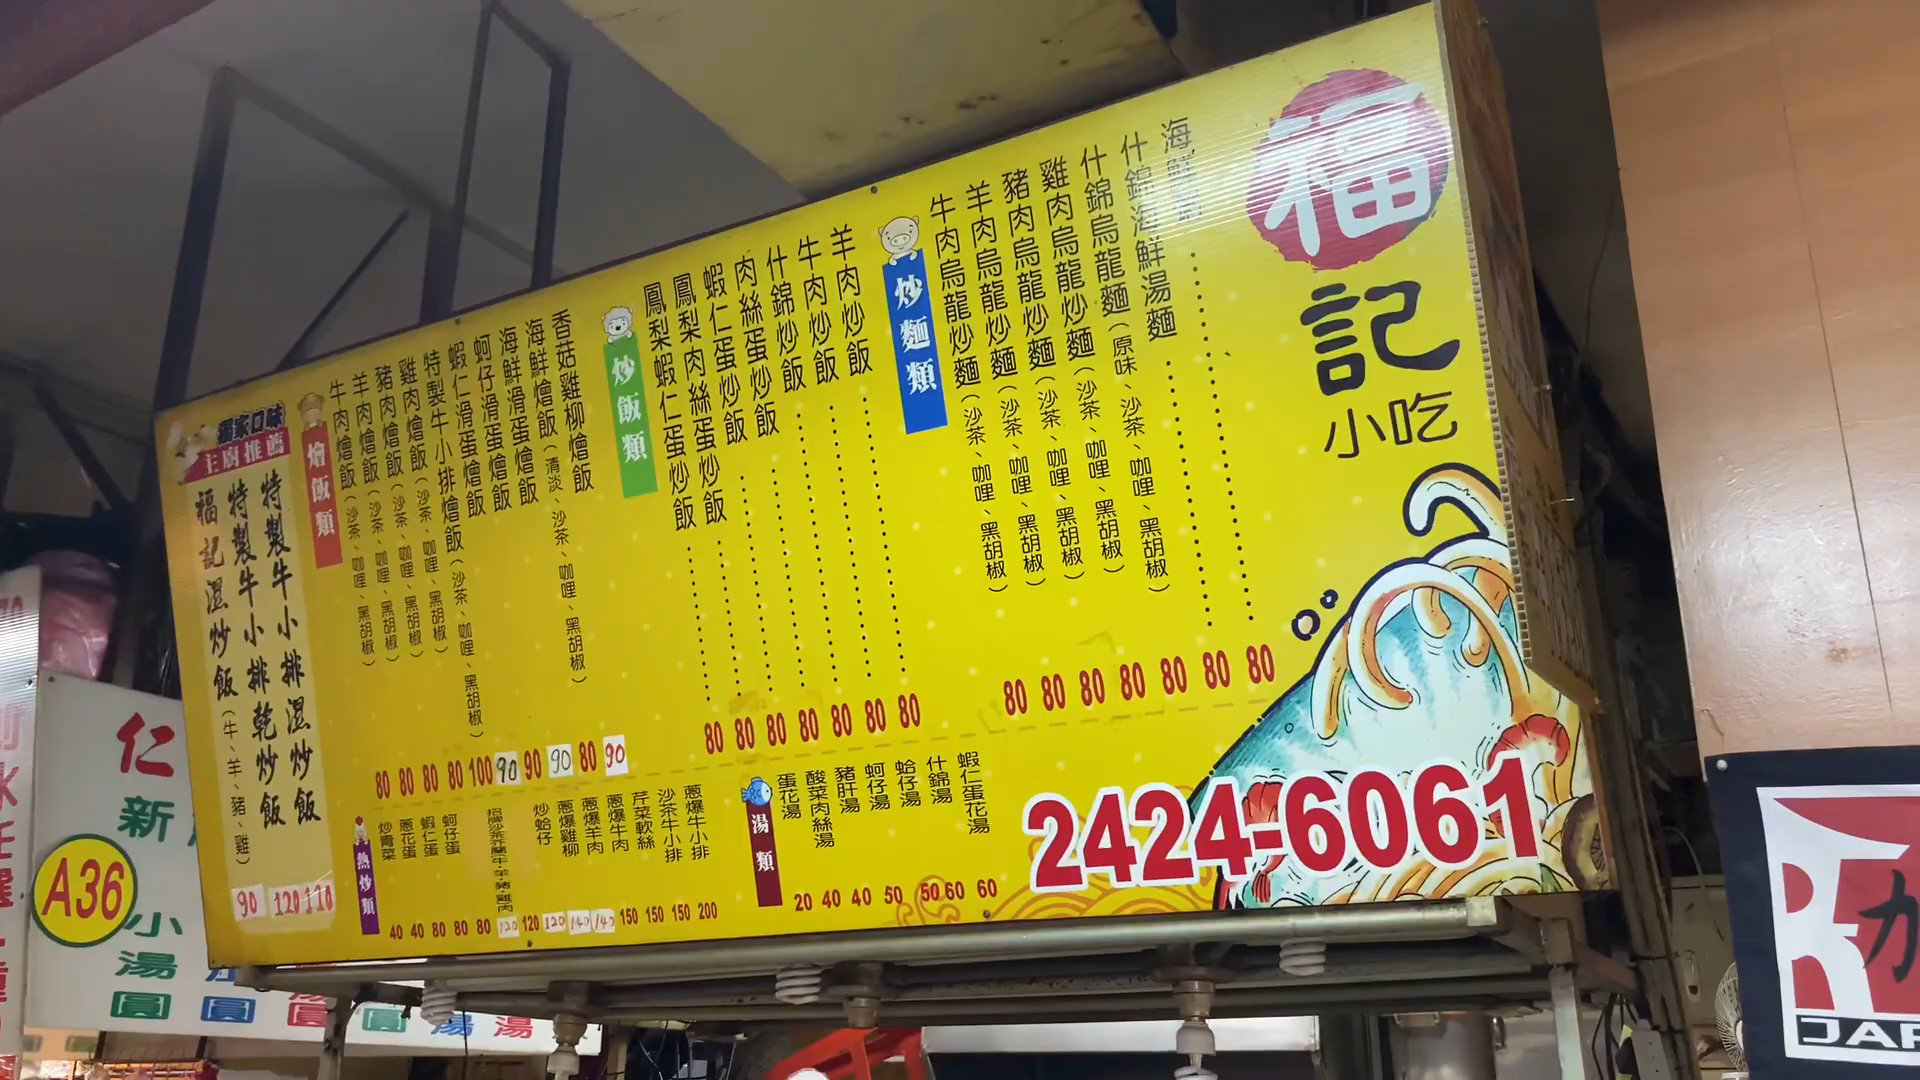 福
記
小吃
海鮮
什錦海鮮湯麵
什錦烏龍麵(原味、沙茶、咖哩、黑胡椒)
雞肉烏龍炒麵(沙茶、咖哩、黑胡椒)
豬肉烏龍炒麵(沙茶、咖哩、黑胡椒)
羊肉烏龍炒麵(沙茶、咖哩、黑胡椒)
牛肉烏龍炒麵(沙茶、咖哩、黑胡椒)
80 80 80 80 80 80 80
炒麵類
羊肉炒飯
牛肉炒飯
什錦炒飯
肉絲蛋炒飯
蝦仁蛋炒飯
鳳梨肉絲蛋炒飯
鳳梨蝦仁蛋炒飯
80 80 80 80 80 80 80
炒飯類
香菇雞柳燴飯
海鮮燴飯(清淡、沙茶、咖哩、黑胡椒)
海鮮滑蛋燴飯
蚵仔滑蛋燴飯
蝦仁滑蛋燴飯
特製牛小排燴飯(沙茶、咖哩、黑胡椒)
雞肉燴飯(沙茶、咖哩、黑胡椒)
豬肉燴飯(沙茶、咖哩、黑胡椒)
羊肉燴飯(沙茶、咖哩、黑胡椒)
牛肉燴飯(沙茶、咖哩、黑胡椒)
80 80 80 80 100 90 90 90 80 90
燴飯類
獨家口味
主廚推薦
特製牛小排濕炒飯
特製牛小排乾炒飯
福記濕炒飯(牛、羊、豬、雞)
90 120 110
蝦仁蛋花湯
什錦湯
蛤仔湯
蚵仔湯
豬肝湯
酸菜肉絲湯
蛋花湯
20 40 40 50 50 60 60
湯類
蔥爆牛小排
沙茶牛小排
芹菜軟絲
蔥爆牛肉
蔥爆羊肉
蔥爆雞柳
炒蛤仔
蚵仔蛋
蝦仁蛋
蔥花蛋
炒青菜
40 40 80 80 80 120 120 120 140 140 150 150 150 200
熱炒類
2424-6061
仁
新
A36
小
湯
圓
湯